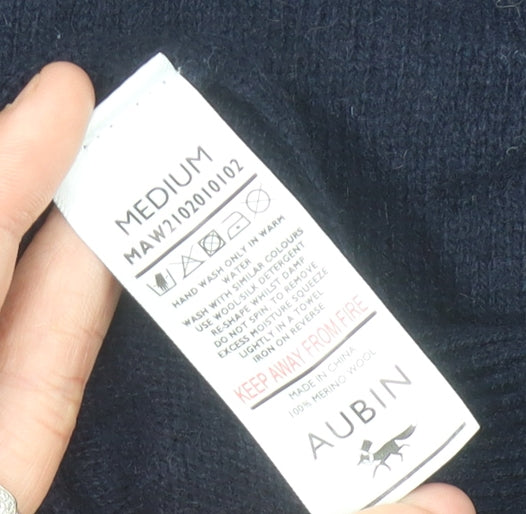 MEDIUM
MAW2102010102
HAND WASH ONLY IN WARM
WATER
WASH WITH SIMILAR COLOURS
USE WOOL/SILK DETERGENT
RE-SHAPE WHILST DAMP
DO NOT SPIN, TO REMOVE
EXCESS MOISTURE SQUEEZE
LIGHTLY IN A TOWEL
IRON ON REVERSE
KEEP AWAY FROM FIRE
MADE IN CHINA
100% MERINO WOOL
AUBIN